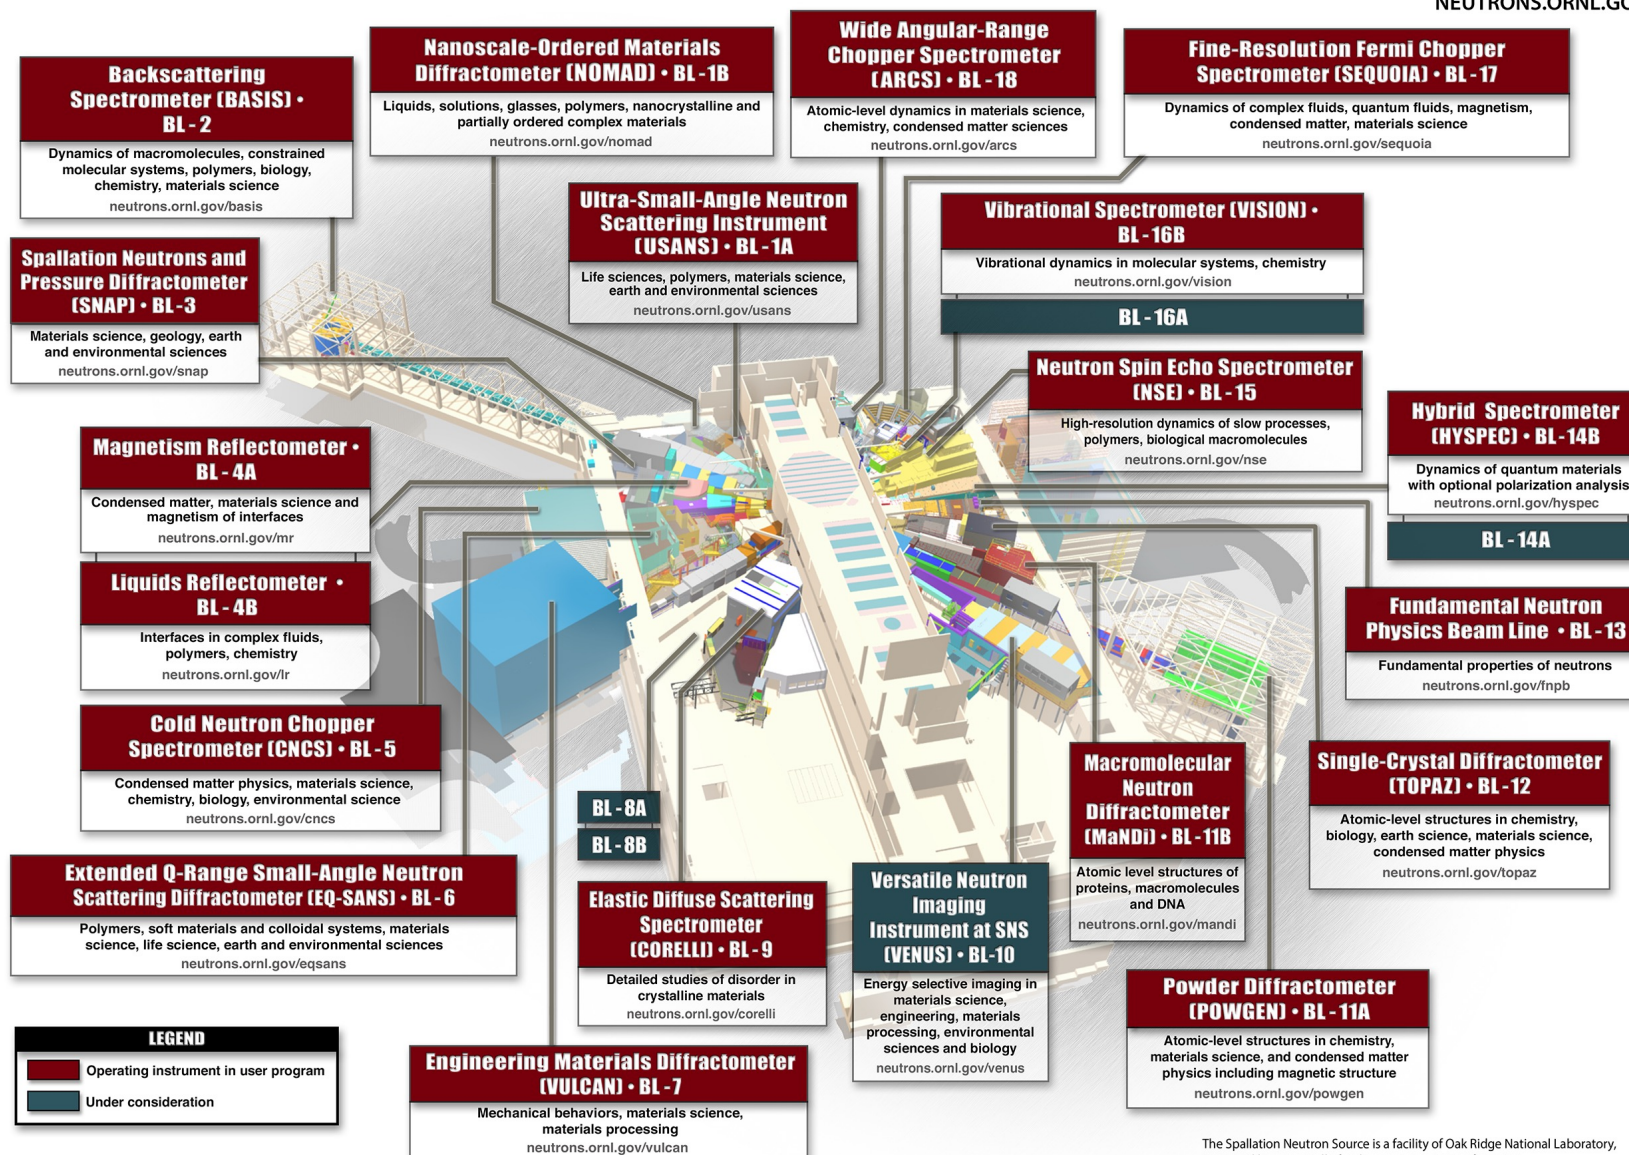 NEUTRONS.ORNL.GO
Backscattering
Spectrometer (BASIS) •
BL - 2
Dynamics of macromolecules, constrained
molecular systems, polymers, biology,
chemistry, materials science
neutrons.ornl.gov/basis
Nanoscale-Ordered Materials
Diffractometer (NOMAD) • BL -1B
Liquids, solutions, glasses, polymers, nanocrystalline and
partially ordered complex materials
neutrons.ornl.gov/nomad
Wide Angular-Range
Chopper Spectrometer
(ARCS) • BL - 18
Atomic-level dynamics in materials science,
chemistry, condensed matter sciences
neutrons.ornl.gov/arcs
Fine-Resolution Fermi Chopper
Spectrometer (SEQUOIA) • BL - 17
Dynamics of complex fluids, quantum fluids, magnetism,
condensed matter, materials science
neutrons.ornl.gov/sequoia
Ultra-Small-Angle Neutron
Scattering Instrument
(USANS) • BL - 1A
Life sciences, polymers, materials science,
earth and environmental sciences
neutrons.ornl.gov/usans
Vibrational Spectrometer (VISION) •
BL - 16B
Vibrational dynamics in molecular systems, chemistry
neutrons.ornl.gov/vision
BL - 16A
Spallation Neutrons and
Pressure Diffractometer
(SNAP) • BL -3
Materials science, geology, earth
and environmental sciences
neutrons.ornl.gov/snap
Neutron Spin Echo Spectrometer
(NSE) • BL - 15
High-resolution dynamics of slow processes,
polymers, biological macromolecules
neutrons.ornl.gov/nse
Hybrid Spectrometer
(HYSPEC) • BL-14B
Dynamics of quantum materials
with optional polarization analysis
neutrons.ornl.gov/hyspec
BL - 14A
Magnetism Reflectometer •
BL - 4A
Condensed matter, materials science and
magnetism of interfaces
neutrons.ornl.gov/mr
Liquids Reflectometer •
BL - 4B
Interfaces in complex fluids,
polymers, chemistry
neutrons.ornl.gov/lr
Fundamental Neutron
Physics Beam Line • BL - 13
Fundamental properties of neutrons
neutrons.ornl.gov/fnpb
Cold Neutron Chopper
Spectrometer (CNCS) • BL - 5
Condensed matter physics, materials science,
chemistry, biology, environmental science
neutrons.ornl.gov/cncs
Macromolecular
Neutron
Diffractometer
(MaNDi) • BL - 11B
Atomic level structures of
proteins, macromolecules
and DNA
neutrons.ornl.gov/mandi
Single-Crystal Diffractometer
(TOPAZ) • BL - 12
Atomic-level structures in chemistry,
biology, earth science, materials science,
condensed matter physics
neutrons.ornl.gov/topaz
BL - 8A
BL - 8B
Extended Q-Range Small-Angle Neutron
Scattering Diffractometer (EQ-SANS) • BL - 6
Polymers, soft materials and colloidal systems, materials
science, life science, earth and environmental sciences
neutrons.ornl.gov/eqsans
Elastic Diffuse Scattering
Spectrometer
(CORELLI) • BL - 9
Detailed studies of disorder in
crystalline materials
neutrons.ornl.gov/corelli
Versatile Neutron
Imaging
Instrument at SNS
(VENUS) • BL-10
Energy selective imaging in
materials science,
engineering, materials
processing, environmental
sciences and biology
neutrons.ornl.gov/venus
Powder Diffractometer
(POWGEN) • BL - 11A
Atomic-level structures in chemistry,
materials science, and condensed matter
physics including magnetic structure
neutrons.ornl.gov/powgen
LEGEND
Operating instrument in user program
Under consideration
Engineering Materials Diffractometer
(VULCAN) • BL - 7
Mechanical behaviors, materials science,
materials processing
neutrons.ornl.gov/vulcan
The Spallation Neutron Source is a facility of Oak Ridge National Laboratory,